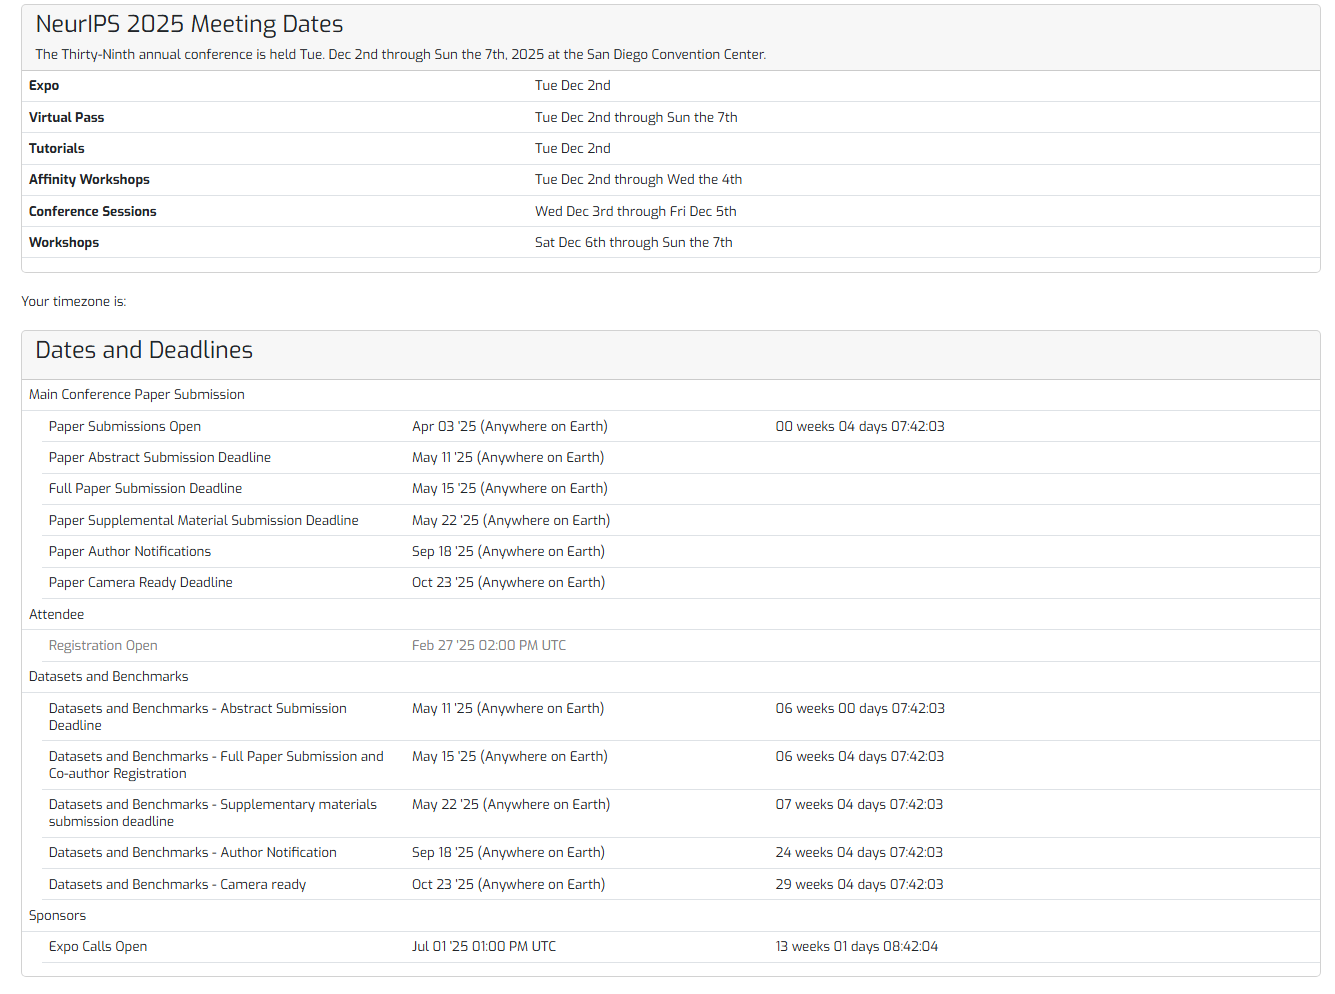 NeurIPS 2025 Meeting Dates
The Thirty-Ninth annual conference is held Tue. Dec 2nd through Sun the 7th, 2025 at the San Diego Convention Center.
Expo Tue Dec 2nd
Virtual Pass Tue Dec 2nd through Sun the 7th
Tutorials Tue Dec 2nd
Affinity Workshops Tue Dec 2nd through Wed the 4th
Conference Sessions Wed Dec 3rd through Fri Dec 5th
Workshops Sat Dec 6th through Sun the 7th
Your timezone is:
Dates and Deadlines
Main Conference Paper Submission
Paper Submissions Open Apr 03 '25 (Anywhere on Earth) 00 weeks 04 days 07:42:03
Paper Abstract Submission Deadline May 11 '25 (Anywhere on Earth)
Full Paper Submission Deadline May 15 '25 (Anywhere on Earth)
Paper Supplemental Material Submission Deadline May 22 '25 (Anywhere on Earth)
Paper Author Notifications Sep 18 '25 (Anywhere on Earth)
Paper Camera Ready Deadline Oct 23 '25 (Anywhere on Earth)
Attendee
Registration Open Feb 27 '25 02:00 PM UTC
Datasets and Benchmarks
Datasets and Benchmarks - Abstract Submission May 11 '25 (Anywhere on Earth) 06 weeks 00 days 07:42:03
Deadline
Datasets and Benchmarks - Full Paper Submission and May 15 '25 (Anywhere on Earth) 06 weeks 04 days 07:42:03
Co-author Registration
Datasets and Benchmarks - Supplementary materials May 22 '25 (Anywhere on Earth) 07 weeks 04 days 07:42:03
submission deadline
Datasets and Benchmarks - Author Notification Sep 18 '25 (Anywhere on Earth) 24 weeks 04 days 07:42:03
Datasets and Benchmarks - Camera ready Oct 23 '25 (Anywhere on Earth) 29 weeks 04 days 07:42:03
Sponsors
Expo Calls Open Jul 01 '25 01:00 PM UTC 13 weeks 01 days 08:42:04